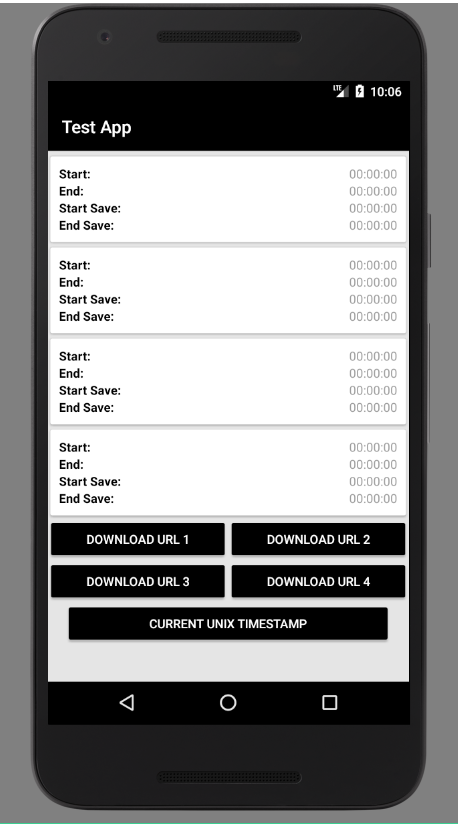 LTE 10:06
Test App
Start: 00:00:00
End: 00:00:00
Start Save: 00:00:00
End Save: 00:00:00
Start: 00:00:00
End: 00:00:00
Start Save: 00:00:00
End Save: 00:00:00
Start: 00:00:00
End: 00:00:00
Start Save: 00:00:00
End Save: 00:00:00
Start: 00:00:00
End: 00:00:00
Start Save: 00:00:00
End Save: 00:00:00
DOWNLOAD URL 1 DOWNLOAD URL 2
DOWNLOAD URL 3 DOWNLOAD URL 4
CURRENT UNIX TIMESTAMP